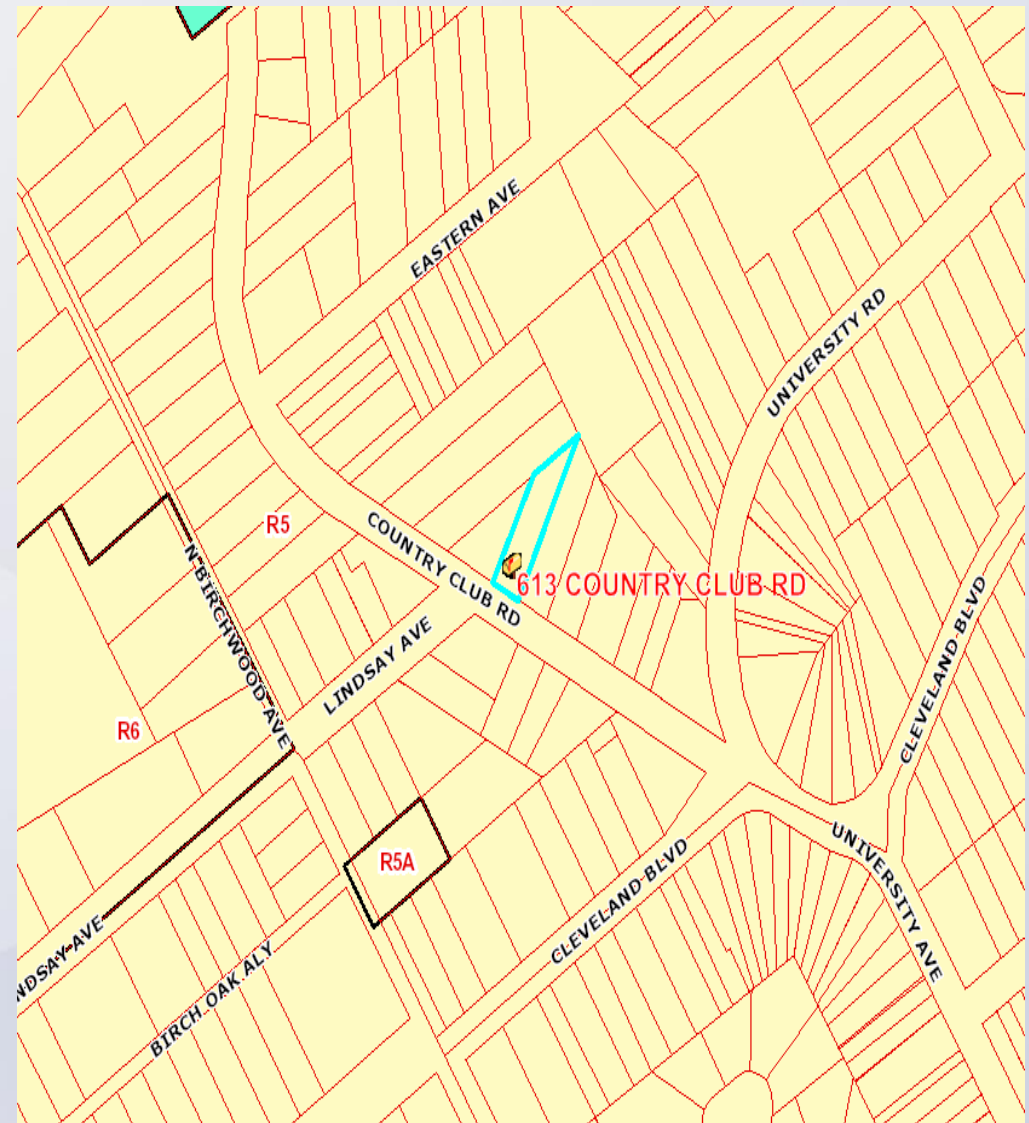 EASTERN AVE
UNIVERSITY RD
R5
COUNTRY CLUB RD
613 COUNTRY CLUB RD
N BIRCHWOOD AVE
LINDSAY AVE
CLEVELAND BLVD
R6
R5A
CLEVELAND BLVD
UNIVERSITY AVE
NDSAY AVE
BIRCH OAK ALY